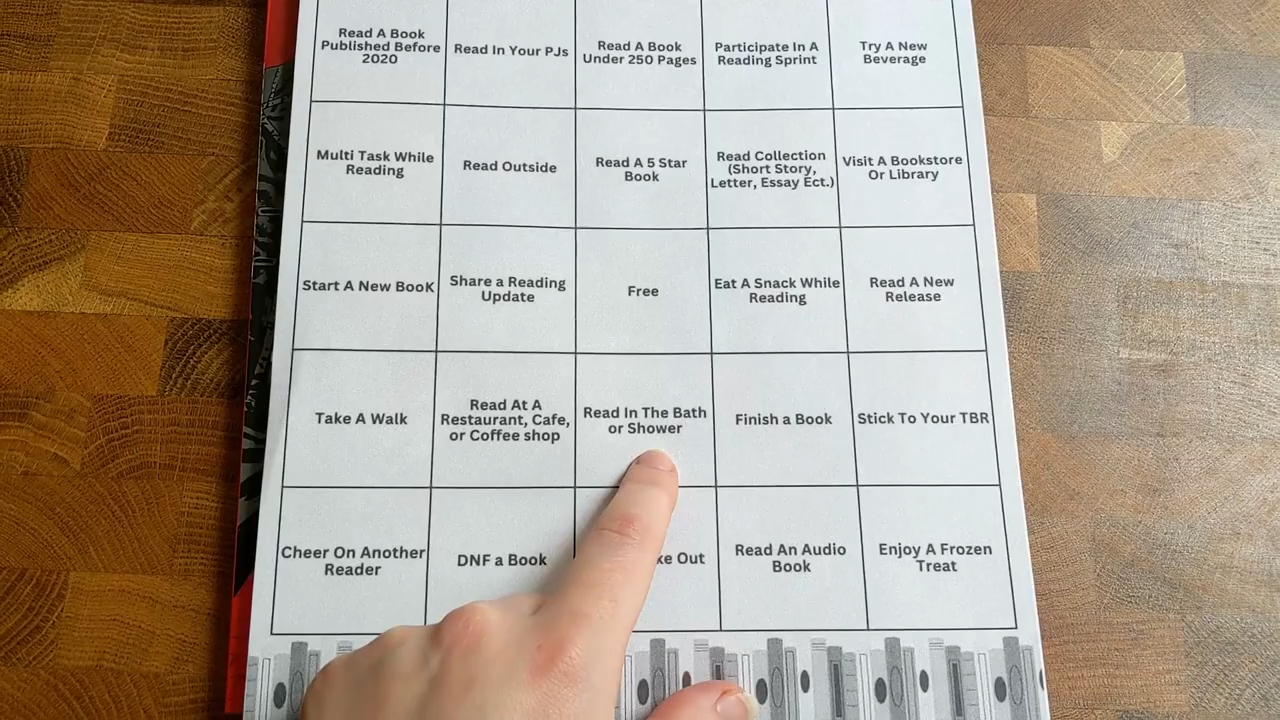 Read A Book
Published Before
2020
Read In Your PJs
Read A Book
Under 250 Pages
Participate In A
Reading Sprint
Try A New
Beverage
Multi Task While
Reading
Read Outside
Read A 5 Star
Book
Read Collection
(Short Story,
Letter, Essay Ect.)
Visit A Bookstore
Or Library
Start A New BooK
Share a Reading
Update
Free
Eat A Snack While
Reading
Read A New
Release
Take A Walk
Read At A
Restaurant, Cafe,
or Coffee shop
Read In The Bath
or Shower
Finish a Book
Stick To Your TBR
Cheer On Another
Reader
DNF a Book
Out
Read An Audio
Book
Enjoy A Frozen
Treat